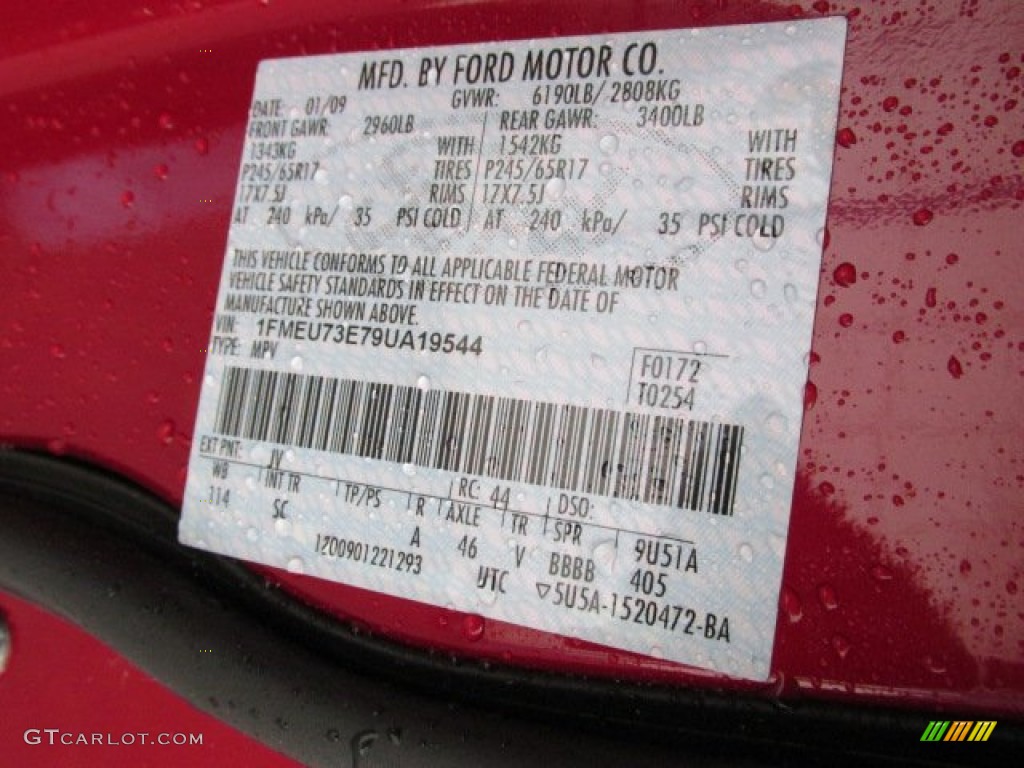 MFD. BY FORD MOTOR CO.
DATE: 01/09 GVWR: 6190LB/ 2808KG
FRONT GAWR: 2960LB REAR GAWR: 3400LB
1343KG WITH 1542KG WITH
P245/65R17 TIRES P245/65R17 TIRES
17X7.5J RIMS 17X7.5J RIMS
AT 240 kPa/ 35 PSI COLD AT 240 kPa/ 35 PSI COLD
THIS VEHICLE CONFORMS TO ALL APPLICABLE FEDERAL MOTOR
VEHICLE SAFETY STANDARDS IN EFFECT ON THE DATE OF
MANUFACTURE SHOWN ABOVE.
VIN: 1FMEU73E79UA19544
TYPE: MPV
F0172
T0254
EXT PNT: JV RC: 44 DSO:
WB INT TR TP/PS R AXLE TR SPR 9U51A
114 SC A 46 V BBBB 405
1200901221293 UTC ▽5U5A-1520472-BA
GTCARLOT.COM